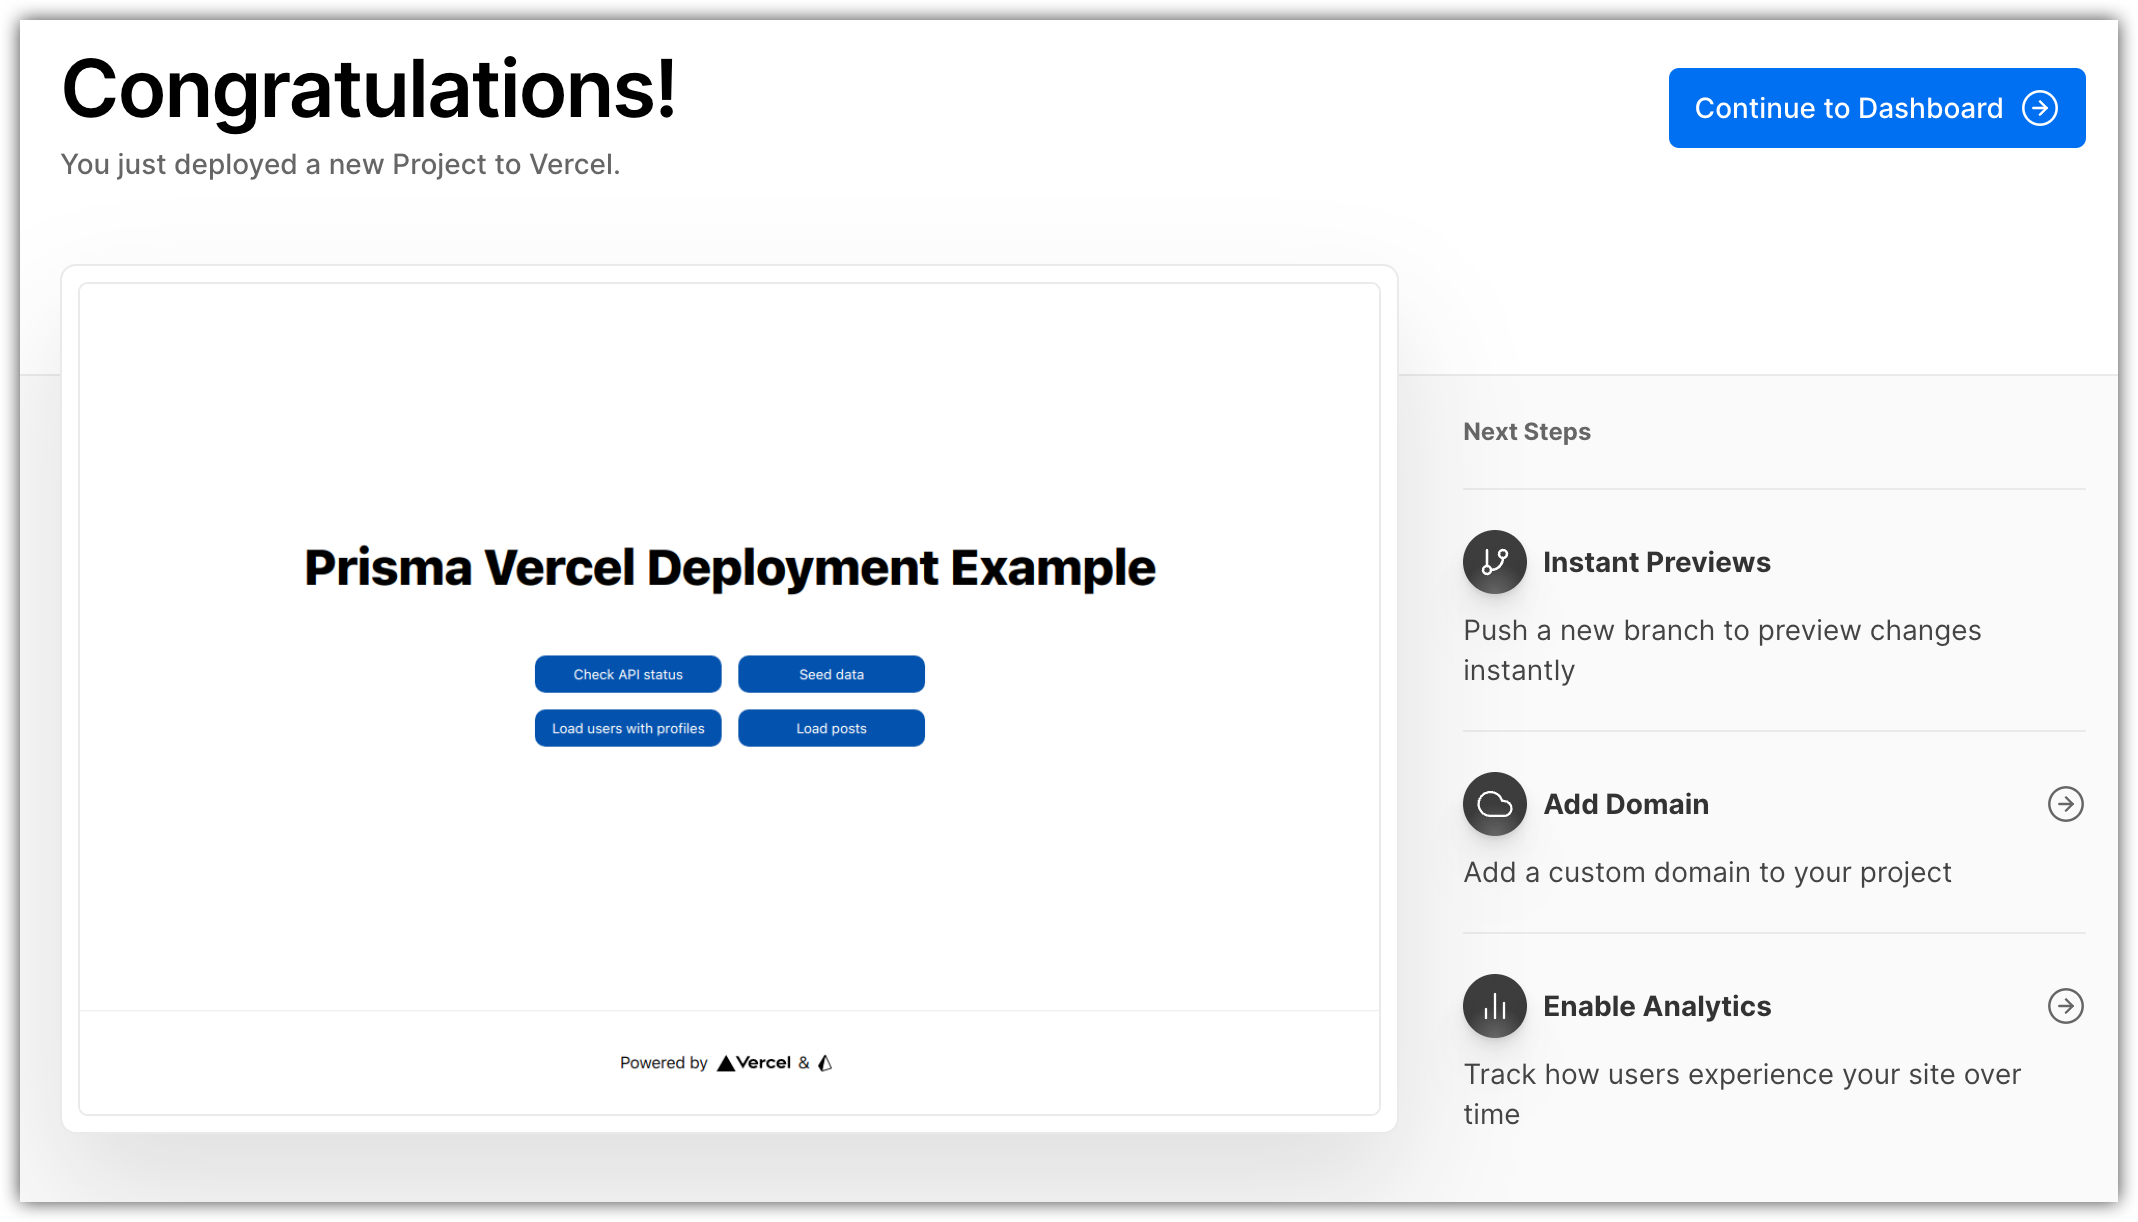 Congratulations!
You just deployed a new Project to Vercel.
Continue to Dashboard
Prisma Vercel Deployment Example
Check API status
Seed data
Load users with profiles
Load posts
Powered by Vercel &
Next Steps
Instant Previews
Push a new branch to preview changes
instantly
Add Domain
Add a custom domain to your project
Enable Analytics
Track how users experience your site over
time